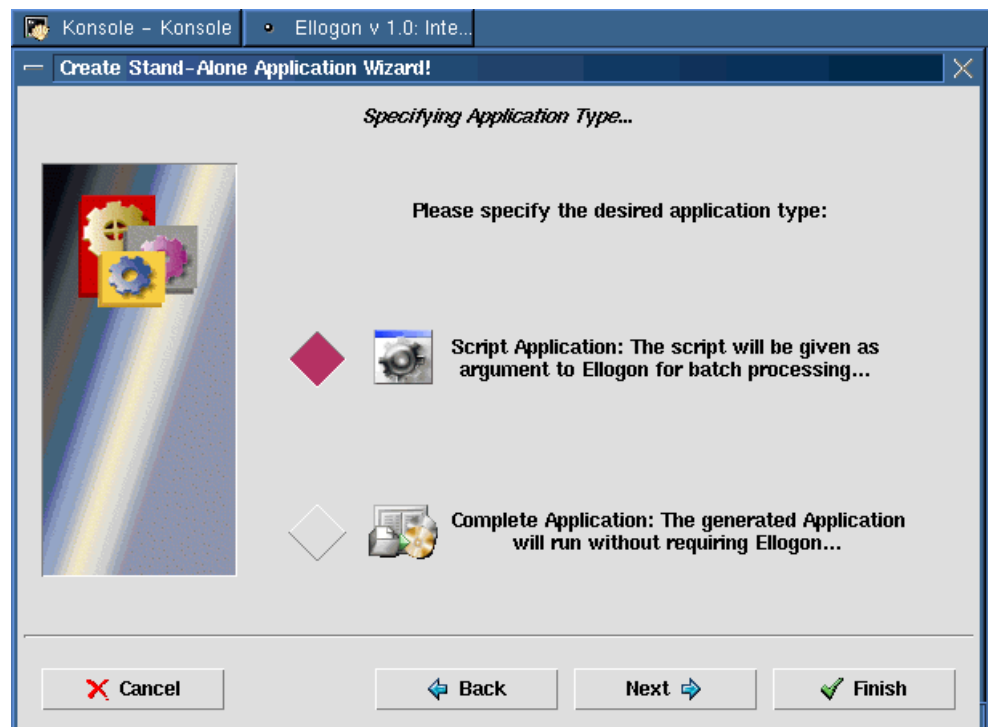 Konsole - Konsole
Ellogon v 1.0: Inte...
Create Stand-Alone Application Wizard!
Specifying Application Type...
Please specify the desired application type:
Script Application: The script will be given as
argument to Ellogon for batch processing...
Complete Application: The generated Application
will run without requiring Ellogon...
Cancel
Back
Next
Finish